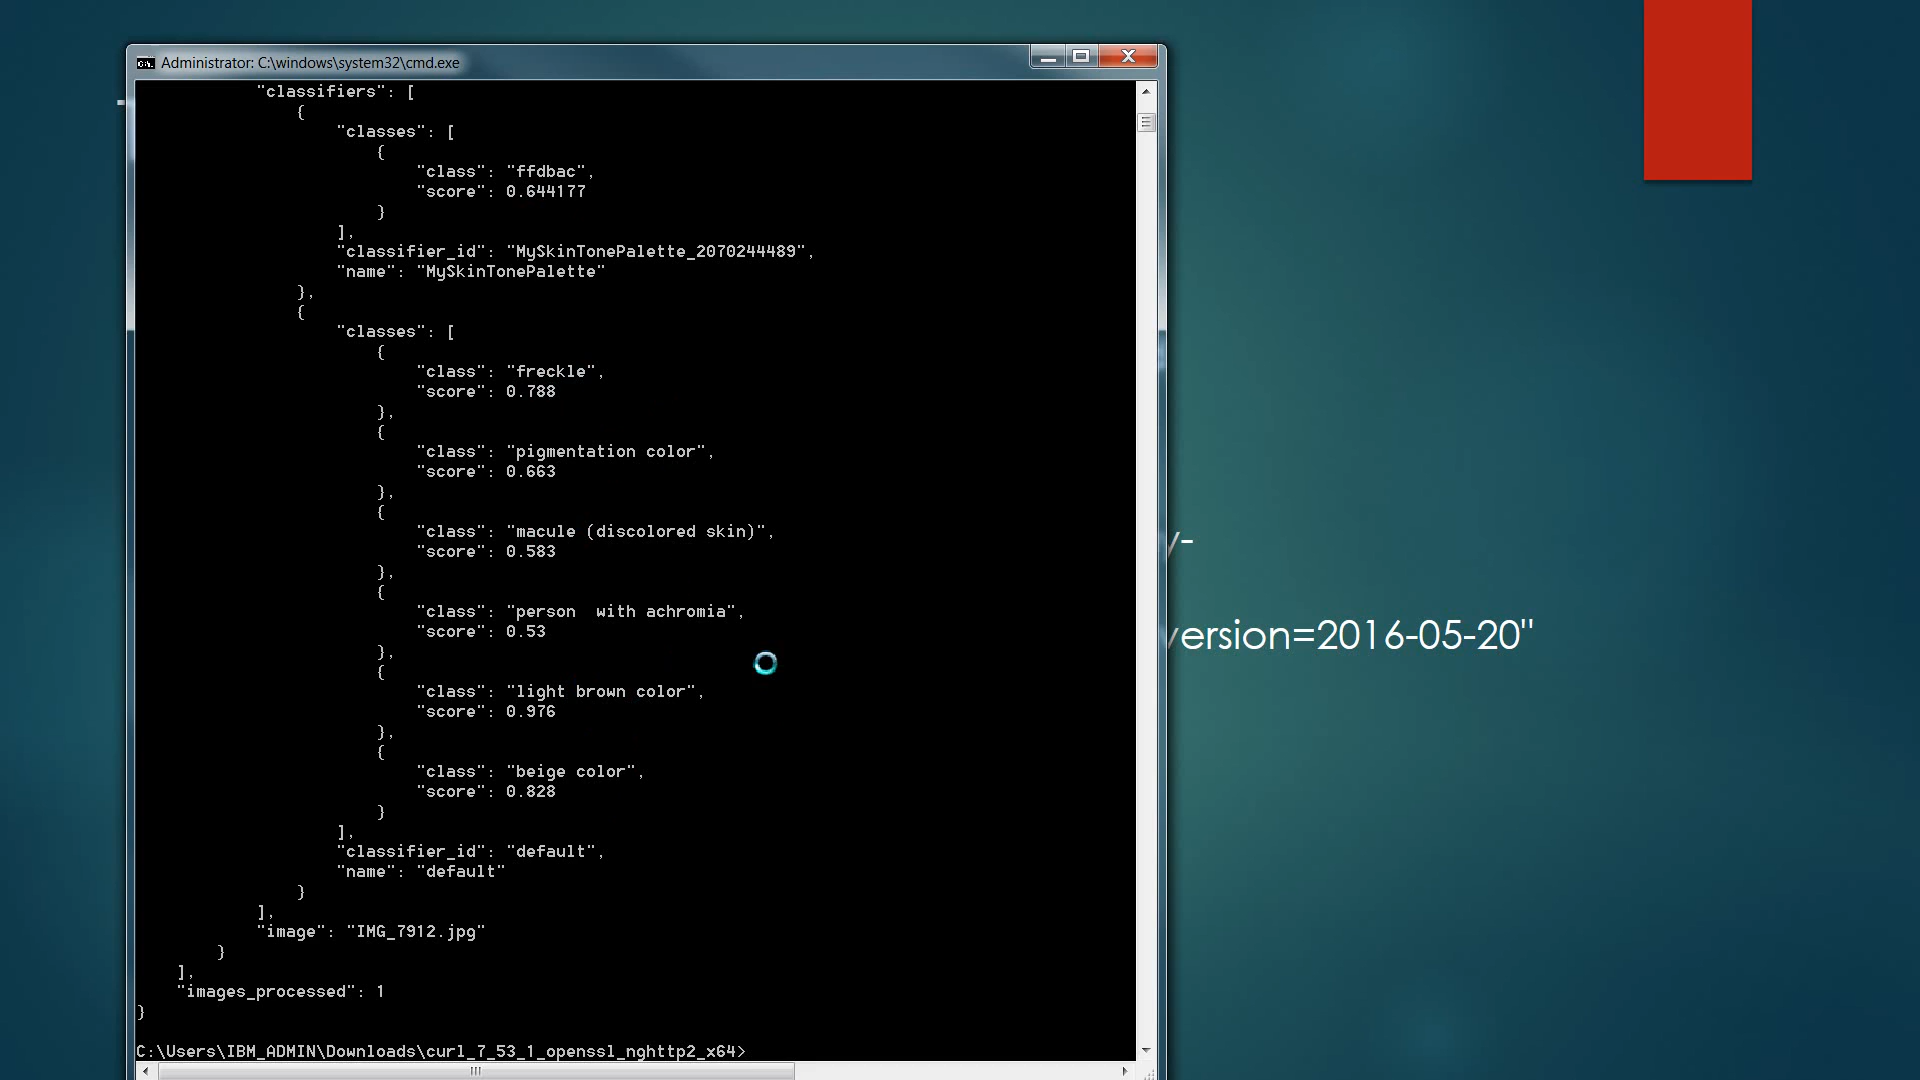 Administrator: C:\windows\system32\cmd.exe
"classifiers": [
{
"classes": [
{
"class": "ffdbac",
"score": 0.644177
}
],
"classifier_id": "MySkinTonePalette_2070244489",
"name": "MySkinTonePalette"
},
{
"classes": [
{
"class": "freckle",
"score": 0.788
},
{
"class": "pigmentation color",
"score": 0.663
},
{
"class": "macule (discolored skin)",
"score": 0.583
},
{
"class": "person  with achromia",
"score": 0.53
},
{
"class": "light brown color",
"score": 0.976
},
{
"class": "beige color",
"score": 0.828
}
],
"classifier_id": "default",
"name": "default"
}
],
"image": "IMG_7912.jpg"
}
],
"images_processed": 1
}
C:\Users\IBM_ADMIN\Downloads\curl_7_53_1_openssl_nghttp2_x64>
y-
version=2016-05-20"